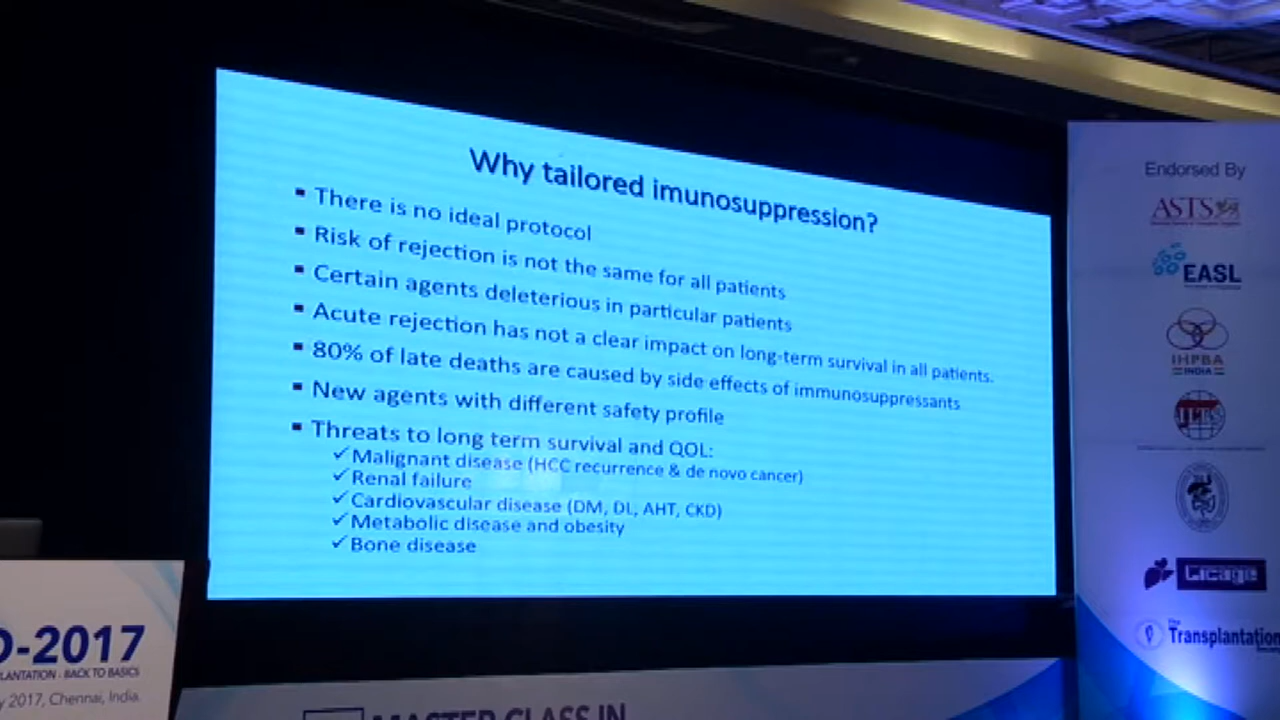 Why tailored imunosuppression?
▪ There is no ideal protocol
▪ Risk of rejection is not the same for all patients
▪ Certain agents deleterious in particular patients
▪ Acute rejection has not a clear impact on long-term survival in all patients.
▪ 80% of late deaths are caused by side effects of immunosuppressants
▪ New agents with different safety profile
▪ Threats to long term survival and QOL:
✓ Malignant disease (HCC recurrence & de novo cancer)
✓ Renal failure
✓ Cardiovascular disease (DM, DL, AHT, CKD)
✓ Metabolic disease and obesity
✓ Bone disease
Endorsed By
ASTS
EASL
IHPBA
INDIA
The
Transplantation
-2017
LANTATION - BACK TO BASICS
y 2017, Chennai, India.
MASTER CLASS IN